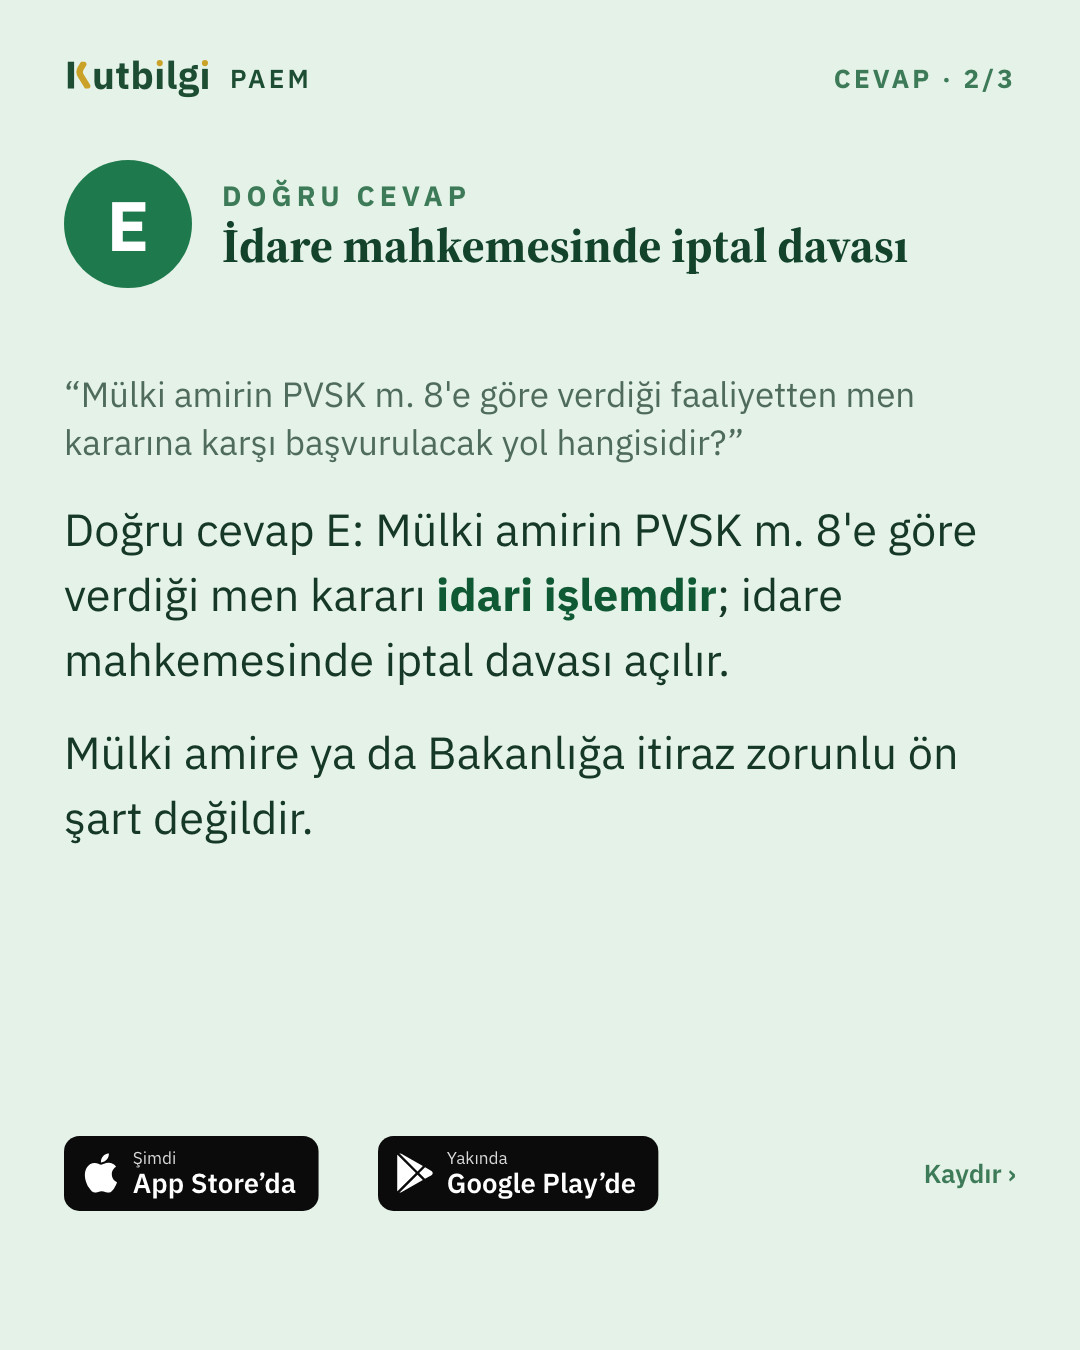 Kutbilgi PAEM
CEVAP · 2/3
E
DOĞRU CEVAP
İdare mahkemesinde iptal davası
“Mülki amirin PVSK m. 8'e göre verdiği faaliyetten men
kararına karşı başvurulacak yol hangisidir?”
Doğru cevap E: Mülki amirin PVSK m. 8'e göre
verdiği men kararı idari işlemdir; idare
mahkemesinde iptal davası açılır.
Mülki amire ya da Bakanlığa itiraz zorunlu ön
şart değildir.
Şimdi
App Store’da
Yakında
Google Play’de
Kaydır ›